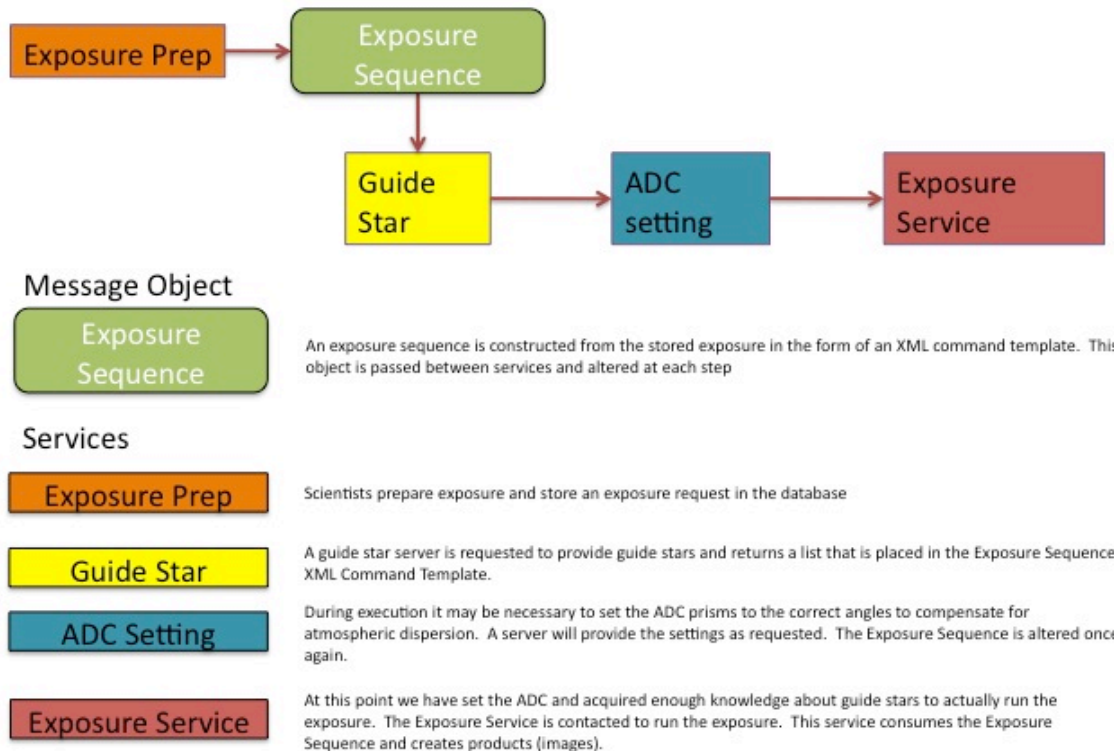 Exposure Prep
Exposure
Sequence
Guide
Star
ADC
setting
Exposure
Service
Message Object
Exposure
Sequence
An exposure sequence is constructed from the stored exposure in the form of an XML command template. This
object is passed between services and altered at each step
Services
Exposure Prep
Scientists prepare exposure and store an exposure request in the database
Guide Star
A guide star server is requested to provide guide stars and returns a list that is placed in the Exposure Sequence
XML Command Template.
ADC Setting
During execution it may be necessary to set the ADC prisms to the correct angles to compensate for
atmospheric dispersion. A server will provide the settings as requested. The Exposure Sequence is altered once
again.
Exposure Service
At this point we have set the ADC and acquired enough knowledge about guide stars to actually run the
exposure. The Exposure Service is contacted to run the exposure. This service consumes the Exposure
Sequence and creates products (images).